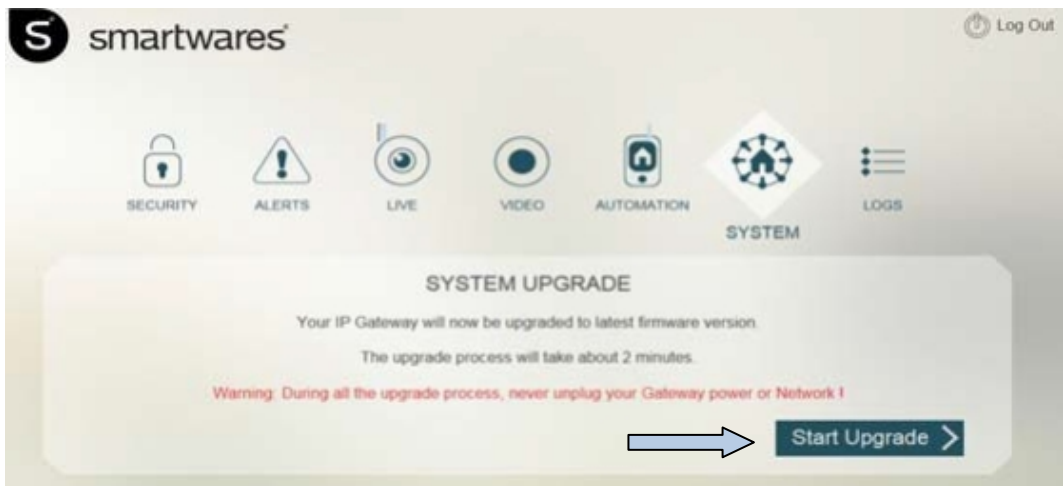 S smartwares
Log Out
SECURITY
ALERTS
LIVE
VIDEO
AUTOMATION
SYSTEM
LOGS
SYSTEM UPGRADE
Your IP Gateway will now be upgraded to latest firmware version.
The upgrade process will take about 2 minutes.
Warning: During all the upgrade process, never unplug your Gateway power or Network !
Start Upgrade